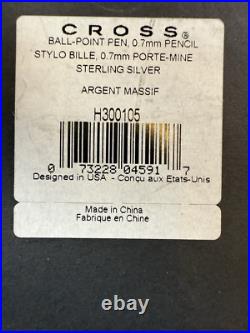 CROSS®
BALL-POINT PEN, 0.7mm PENCIL
STYLO BILLE, 0.7mm PORTE-MINE
STERLING SILVER
ARGENT MASSIF
H300105
0 73228 04591 7
Designed in USA - Conçu aux Etats-Unis
Made in China
Fabrique en Chine